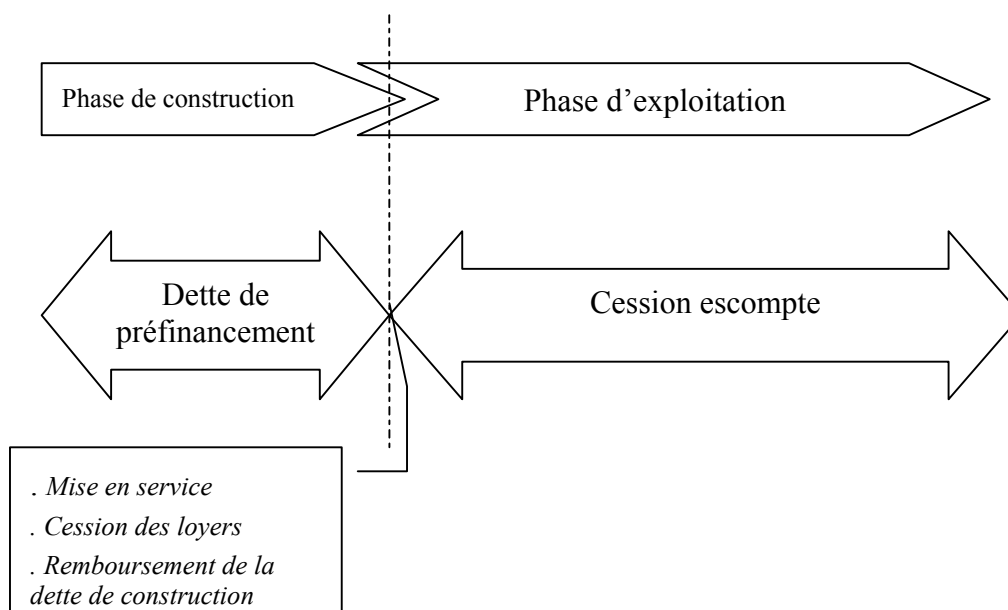 Phase de construction
Phase d’exploitation
Dette de
préfinancement
Cession escompte
. Mise en service
. Cession des loyers
. Remboursement de la
dette de construction